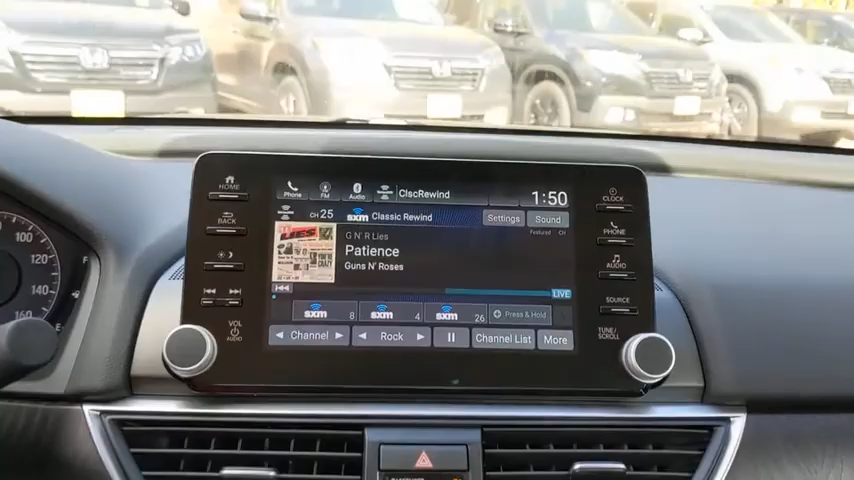 HOME
BACK
VOL
AUDIO
Phone
FM
Audio
ClscRewind
1:50
CH 25
sxm Classic Rewind
Settings
Sound
Featured CH
G N' R Lies
Patience
Guns N' Roses
LIES
LIVE
sxm 8
sxm 4
sxm 26
Press & Hold
Channel
Rock
Channel List
More
CLOCK
PHONE
AUDIO
SOURCE
TUNE/
SCROLL
100
120
140
160